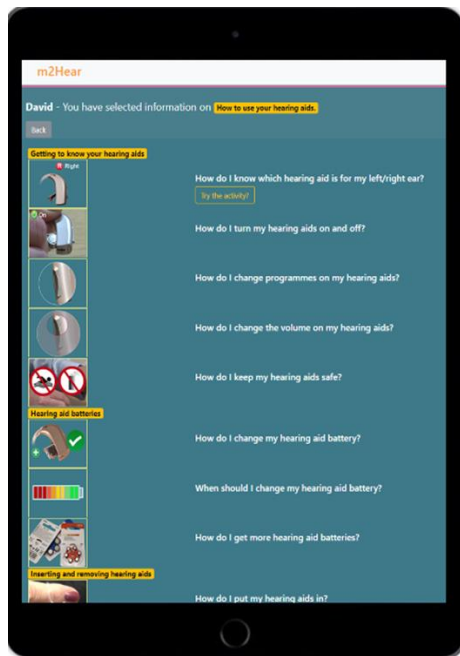 m2Hear
David - You have selected information on How to use your hearing aids.
Back
Getting to know your hearing aids
R Right
How do I know which hearing aid is for my left/right ear?
Try the activity?
On
How do I turn my hearing aids on and off?
How do I change programmes on my hearing aids?
How do I change the volume on my hearing aids?
How do I keep my hearing aids safe?
Hearing aid batteries
How do I change my hearing aid battery?
When should I change my hearing aid battery?
How do I get more hearing aid batteries?
Inserting and removing hearing aids
How do I put my hearing aids in?